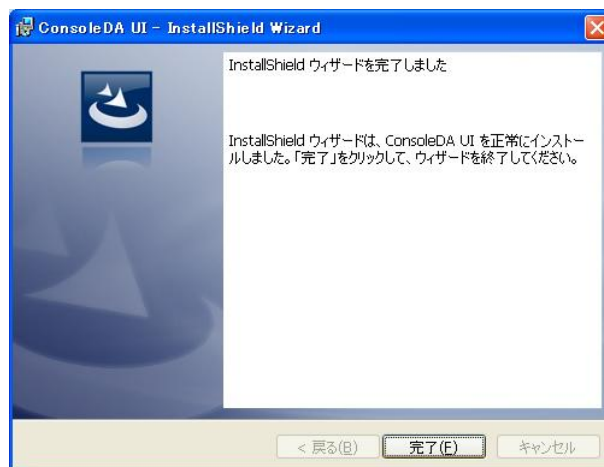 ConsoleDA UI - InstallShield Wizard
InstallShield ウィザードを完了しました
InstallShield ウィザードは、ConsoleDA UI を正常にインストー
ルしました。「完了」をクリックして、ウィザードを終了してください。
< 戻る(B) 完了(F) キャンセル